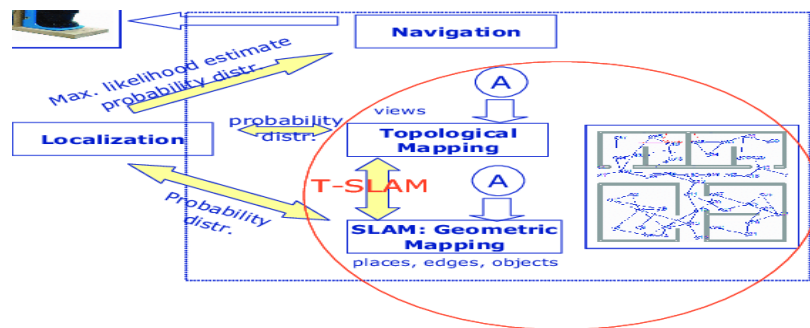 Navigation
Max. likelihood estimate
probability distr.
A
views
probability
distr.
Localization
Topological
Mapping
T-SLAM
A
Probability
distr.
SLAM: Geometric
Mapping
places, edges, objects